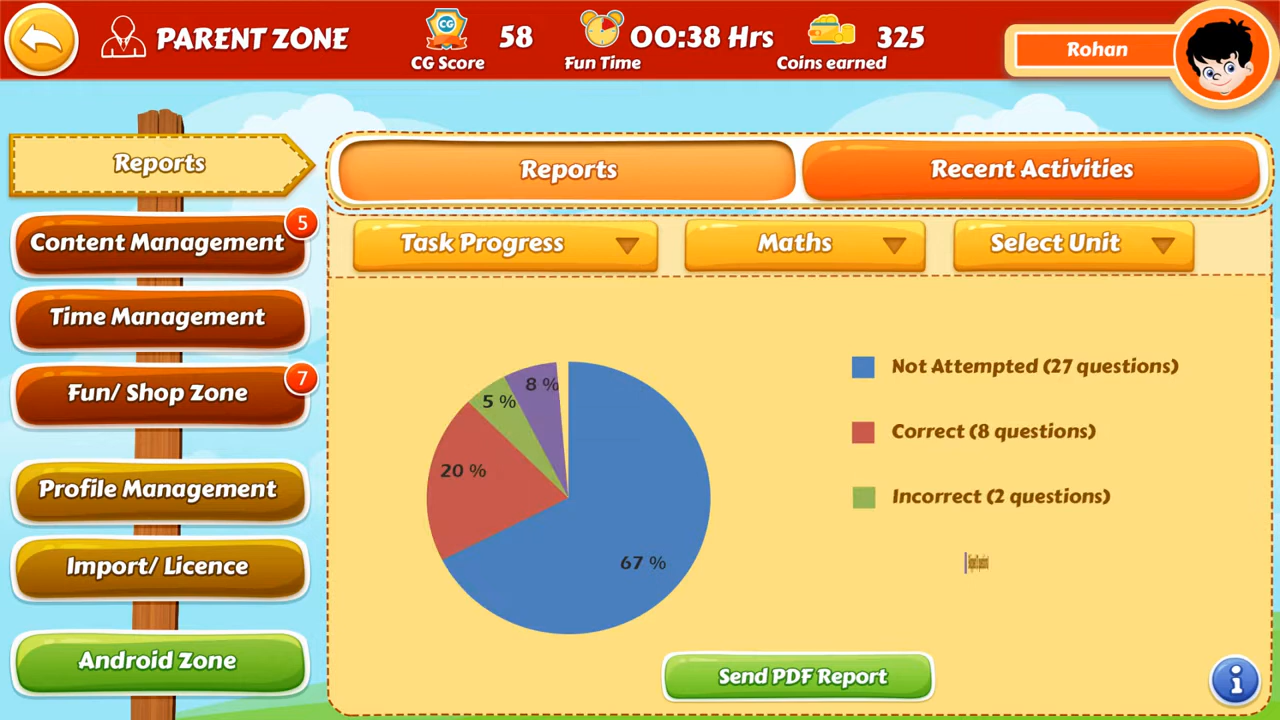 PARENT ZONE
CG
CG Score
58
00:38 Hrs
Fun Time
325
Coins earned
Rohan
Reports
Content Management
5
Time Management
Fun/ Shop Zone
7
Profile Management
Import/ Licence
Android Zone
Reports
Recent Activities
Task Progress
Maths
Select Unit
8 %
5 %
20 %
67 %
Not Attempted (27 questions)
Correct (8 questions)
Incorrect (2 questions)
Send PDF Report
i